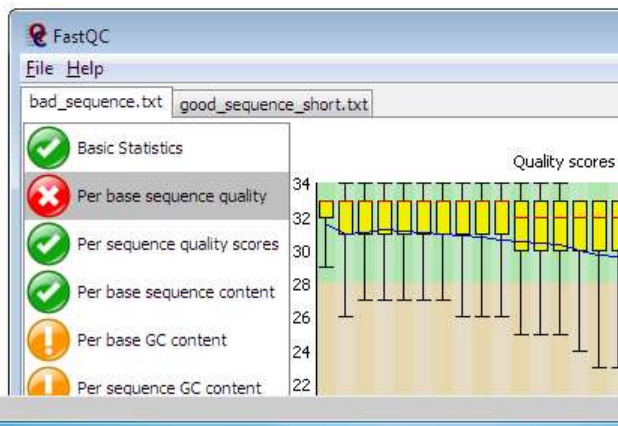 FastQC
File Help
bad_sequence.txt good_sequence_short.txt
Basic Statistics
Per base sequence quality
Per sequence quality scores
Per base sequence content
Per base GC content
Per sequence GC content
Quality scores
34
32
30
28
26
24
22